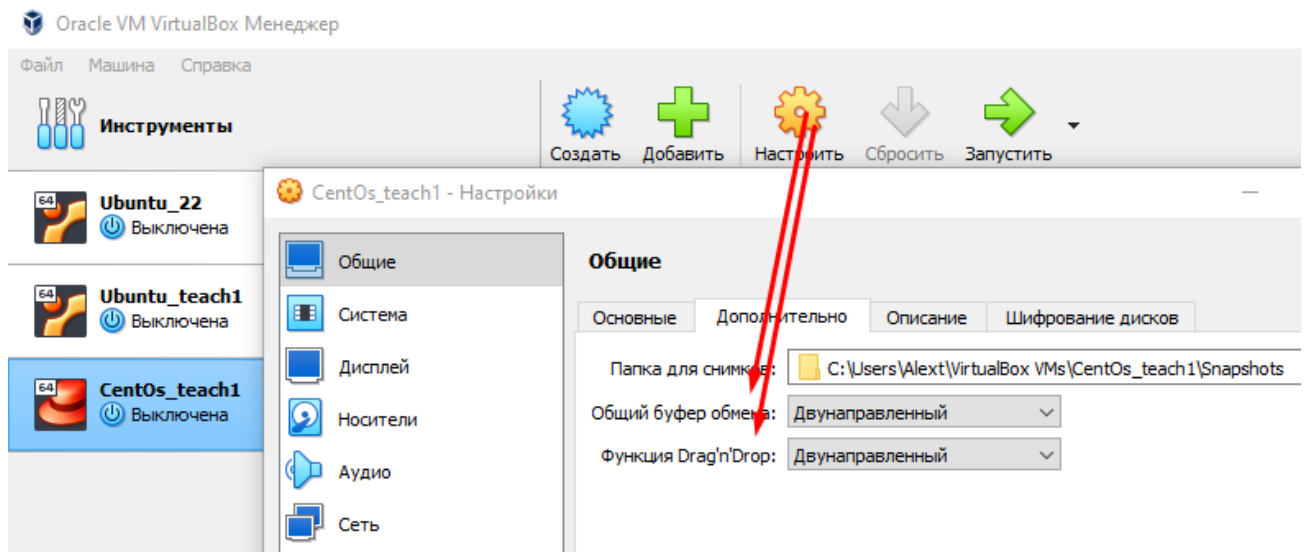 Oracle VM VirtualBox Менеджер
Файл Машина Справка
Инструменты
Создать Добавить Настроить Сбросить Запустить
64
Ubuntu_22
Выключена
64
Ubuntu_teach1
Выключена
64
CentOs_teach1
Выключена
CentOs_teach1 - Настройки
Общие
Система
Дисплей
Носители
Аудио
Сеть
Общие
Основные Дополнительно Описание Шифрование дисков
Папка для снимков: C:\Users\Alext\VirtualBox VMs\CentOs_teach1\Snapshots
Общий буфер обмена: Двунаправленный
Функция Drag'n'Drop: Двунаправленный